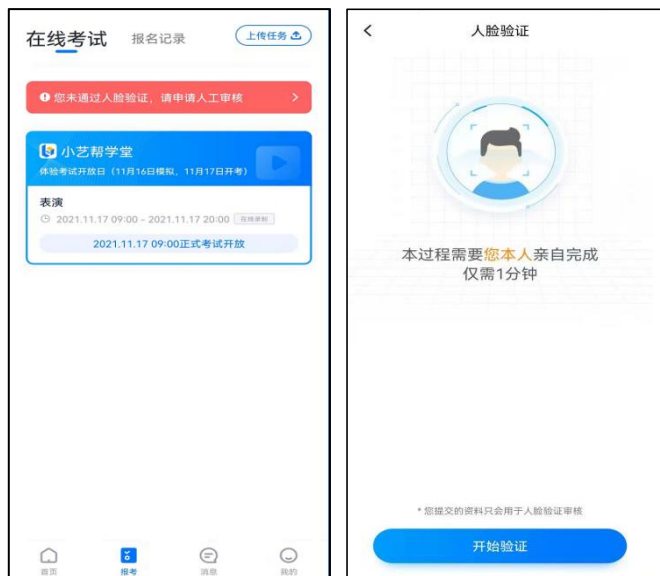 在线考试 报名记录 上传任务
您未通过人脸验证，请申请人工审核
小艺帮学堂
体验考试开放日（11月16日模拟，11月17日开考）
表演
2021.11.17 09:00 - 2021.11.17 20:00 在线录制
2021.11.17 09:00正式考试开放
首页 报考 消息 我的
人脸验证
本过程需要您本人亲自完成
仅需1分钟
* 您提交的资料只会用于人脸验证审核
开始验证